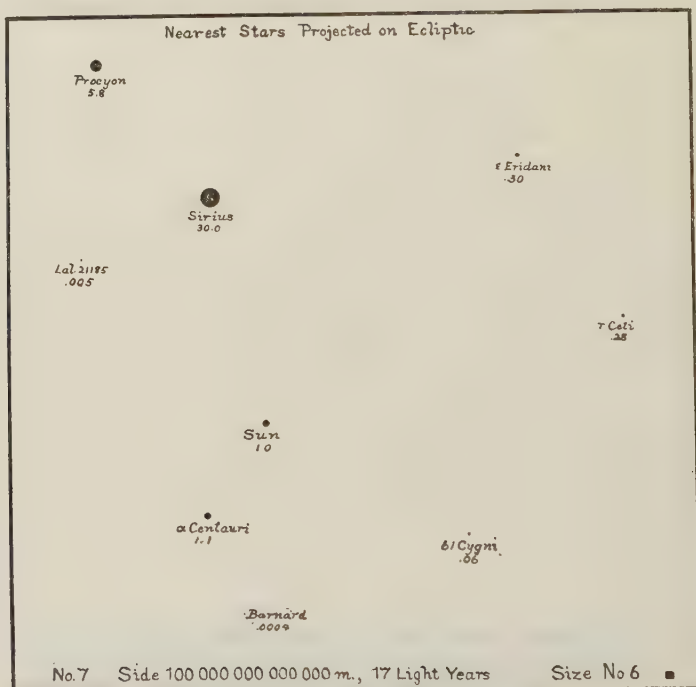 Nearest Stars Projected on Ecliptic
Procyon
5.8
ε Eridani
.30
Sirius
30.0
Lal. 21185
.005
τ Ceti
.28
Sun
1 0
α Centauri
1.1
61 Cygni
.06
Barnard
.0004
No. 7 Side 100 000 000 000 000 m., 17 Light Years Size No 6